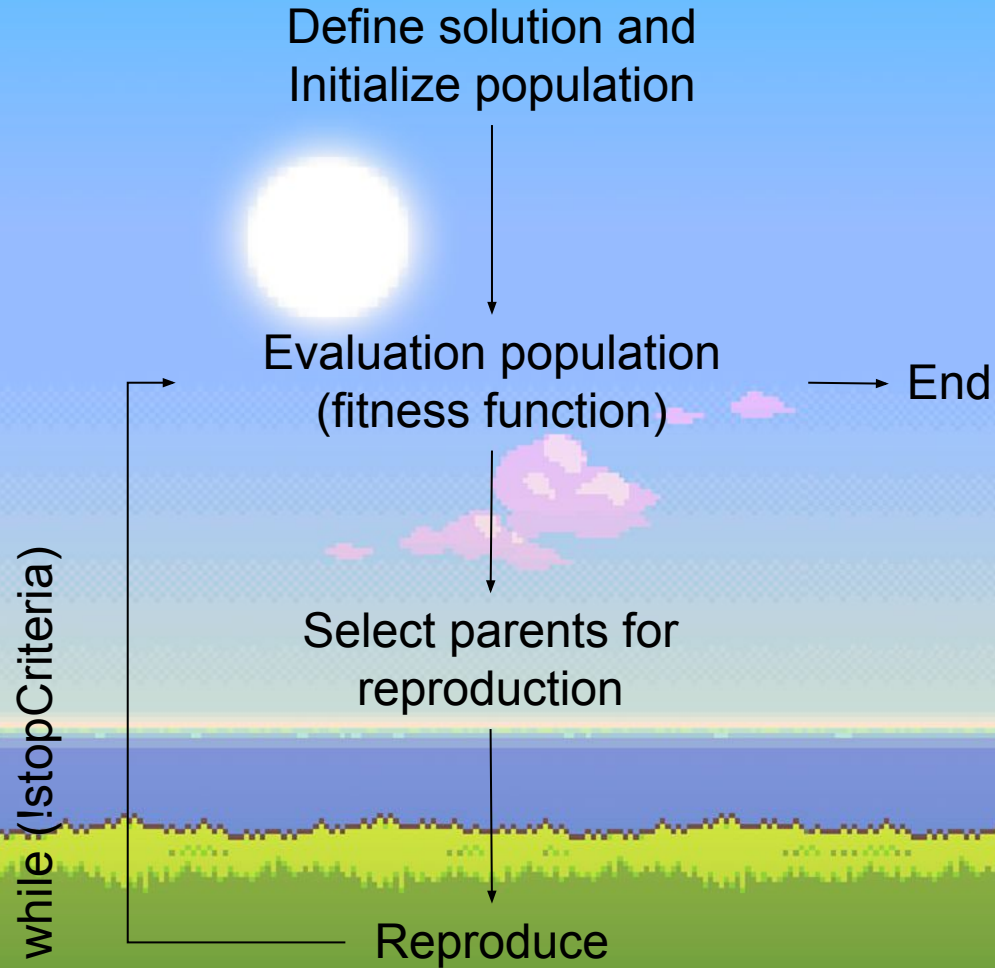 Define solution and
Initialize population
Evaluation population
(fitness function)
End
Select parents for
reproduction
while (!stopCriteria)
Reproduce